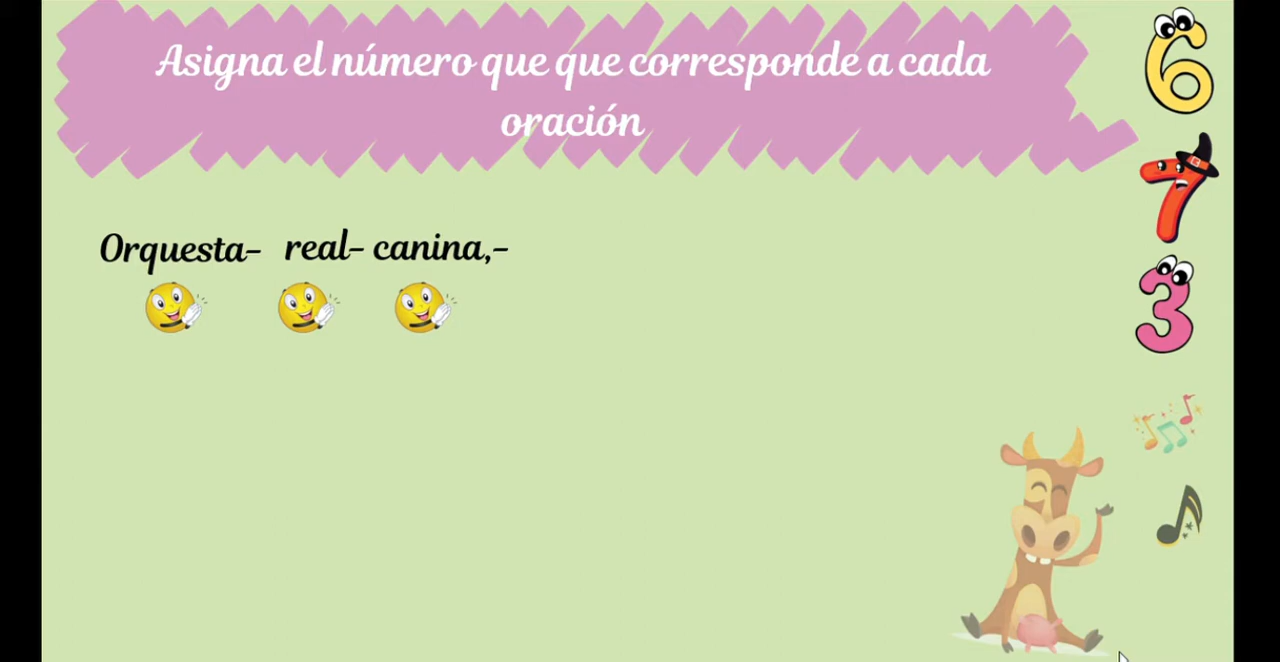 Asigna el número que que corresponde a cada
oración
6
7
3
Orquesta- real- canina,-